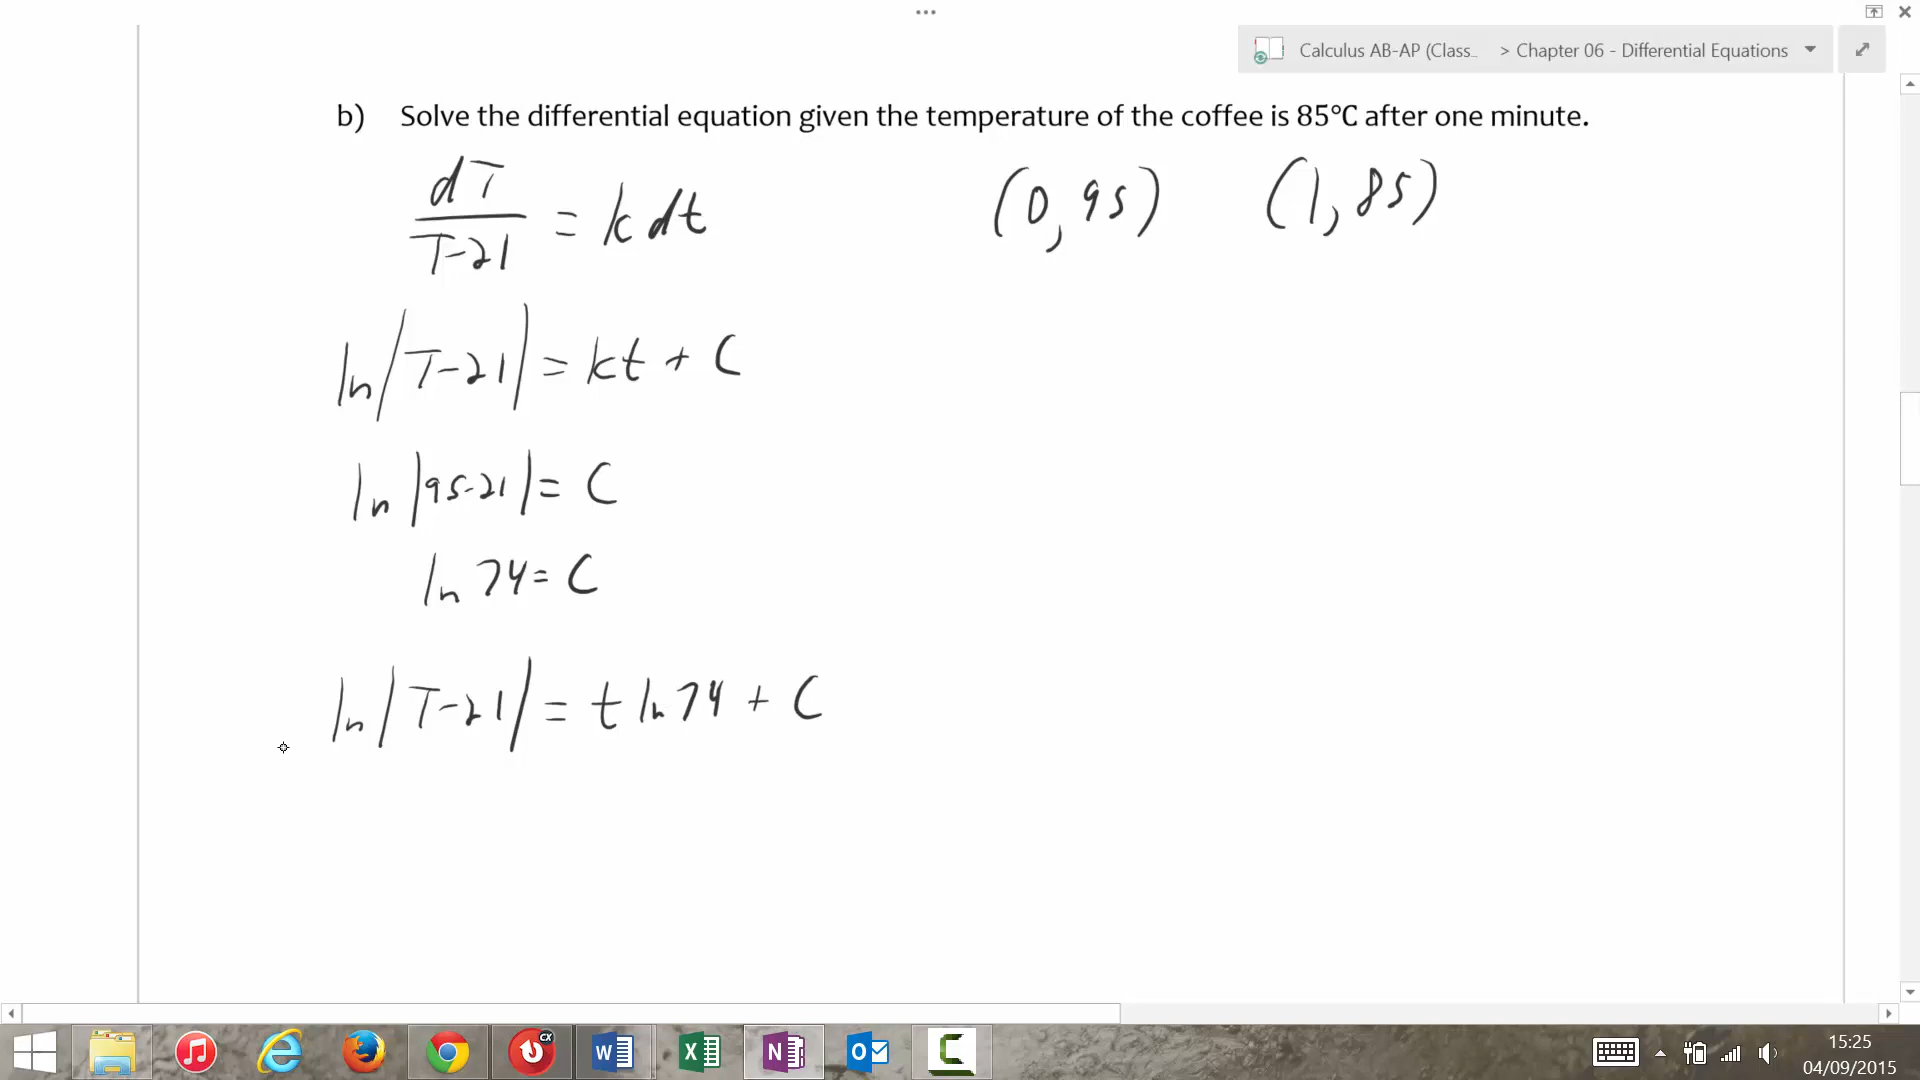 Calculus AB-AP (Class... > Chapter 06 - Differential Equations
b) Solve the differential equation given the temperature of the coffee is 85°C after one minute.
dT/(T-21) = k dt
(0, 95) (1, 85)
ln|T-21| = kt + C
ln|95-21| = C
ln 74 = C
ln|T-21| = t ln 74 + C
15:25
04/09/2015